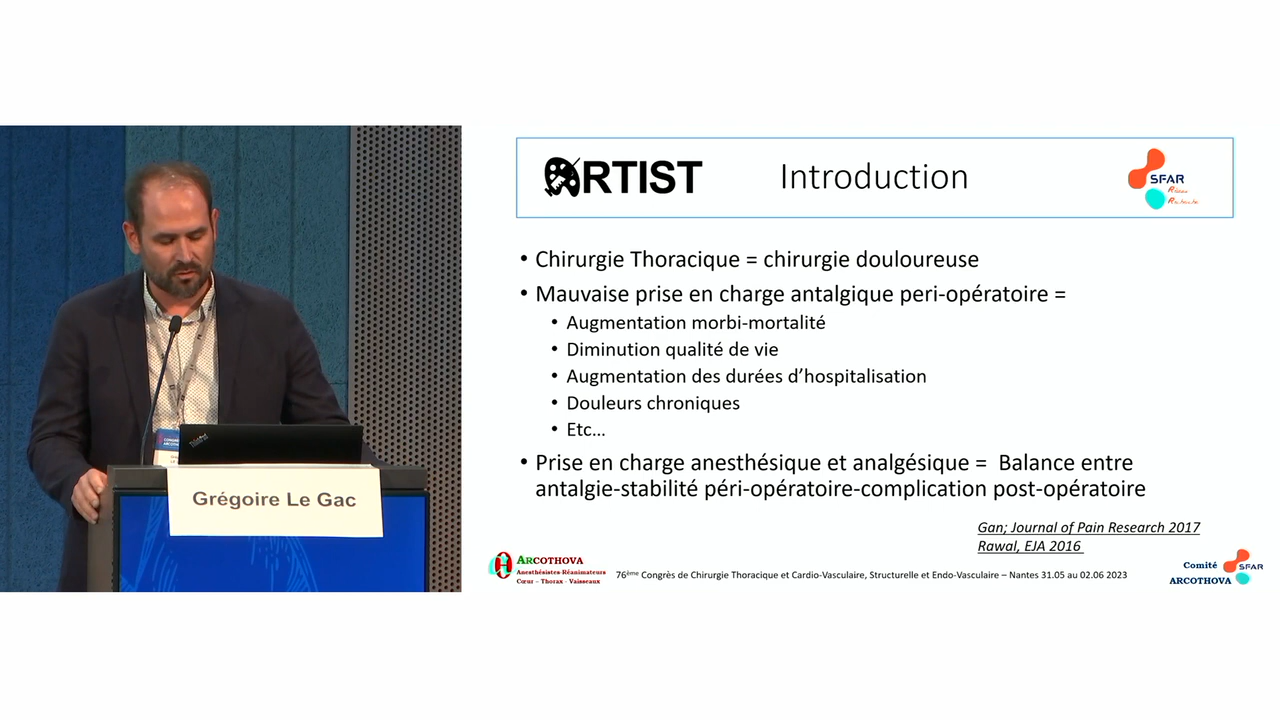 ARTIST
Introduction
SFAR
• Chirurgie Thoracique = chirurgie douloureuse
• Mauvaise prise en charge antalgique peri-opératoire =
• Augmentation morbi-mortalité
• Diminution qualité de vie
• Augmentation des durées d’hospitalisation
• Douleurs chroniques
• Etc…
• Prise en charge anesthésique et analgésique = Balance entre
antalgie-stabilité péri-opératoire-complication post-opératoire
Gan; Journal of Pain Research 2017
Rawal, EJA 2016
ARCOTHOVA
Anesthésistes-Réanimateurs
Cœur – Thorax - Vaisseaux
76ème Congrès de Chirurgie Thoracique et Cardio-Vasculaire, Structurelle et Endo-Vasculaire – Nantes 31.05 au 02.06 2023
Comité
ARCOTHOVA
SFAR
ThinkPad
Grégoire Le Gac